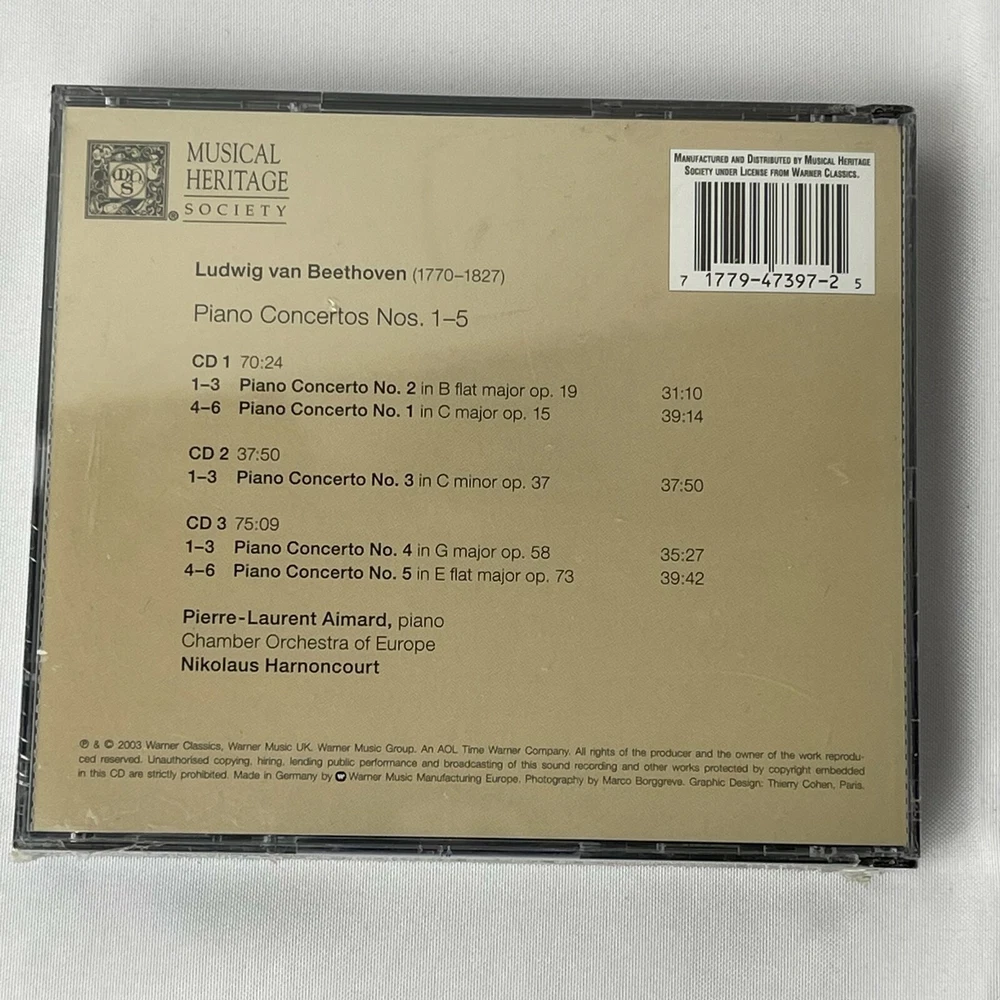 MUSICAL
HERITAGE
SOCIETY
®
MANUFACTURED AND DISTRIBUTED BY MUSICAL HERITAGE
SOCIETY UNDER LICENSE FROM WARNER CLASSICS.
7 1779-47397-2 5
Ludwig van Beethoven (1770–1827)
Piano Concertos Nos. 1–5
CD 1 70:24
1–3 Piano Concerto No. 2 in B flat major op. 19 31:10
4–6 Piano Concerto No. 1 in C major op. 15 39:14
CD 2 37:50
1–3 Piano Concerto No. 3 in C minor op. 37 37:50
CD 3 75:09
1–3 Piano Concerto No. 4 in G major op. 58 35:27
4–6 Piano Concerto No. 5 in E flat major op. 73 39:42
Pierre-Laurent Aimard, piano
Chamber Orchestra of Europe
Nikolaus Harnoncourt
℗ & © 2003 Warner Classics, Warner Music UK. Warner Music Group. An AOL Time Warner Company. All rights of the producer and the owner of the work reprodu-
ced reserved. Unauthorised copying, hiring, lending public performance and broadcasting of this sound recording and other works protected by copyright embedded
in this CD are strictly prohibited. Made in Germany by Warner Music Manufacturing Europe. Photography by Marco Borggreve. Graphic Design: Thierry Cohen, Paris.